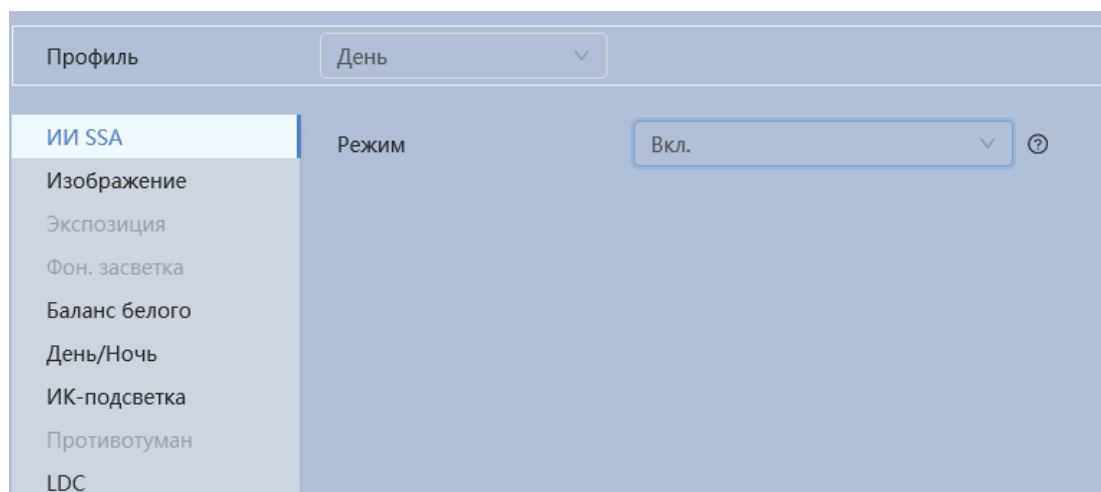 Профиль
День
ИИ SSA
Режим
Вкл.
Изображение
Экспозиция
Фон. засветка
Баланс белого
День/Ночь
ИК-подсветка
Противотуман
LDC